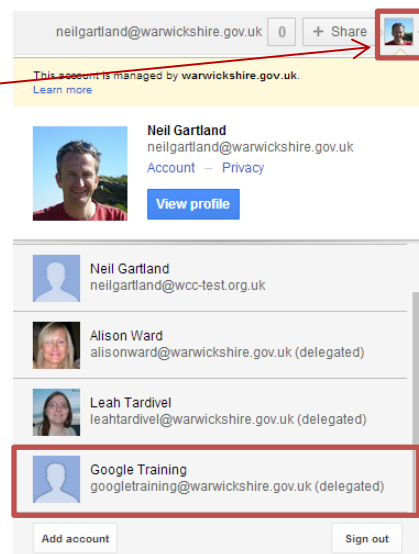 neilgartland@warwickshire.gov.uk 0 + Share
This account is managed by warwickshire.gov.uk.
Learn more
Neil Gartland
neilgartland@warwickshire.gov.uk
Account – Privacy
View profile
Neil Gartland
neilgartland@wcc-test.org.uk
Alison Ward
alisonward@warwickshire.gov.uk (delegated)
Leah Tardivel
leahtardivel@warwickshire.gov.uk (delegated)
Google Training
googletraining@warwickshire.gov.uk (delegated)
Add account Sign out